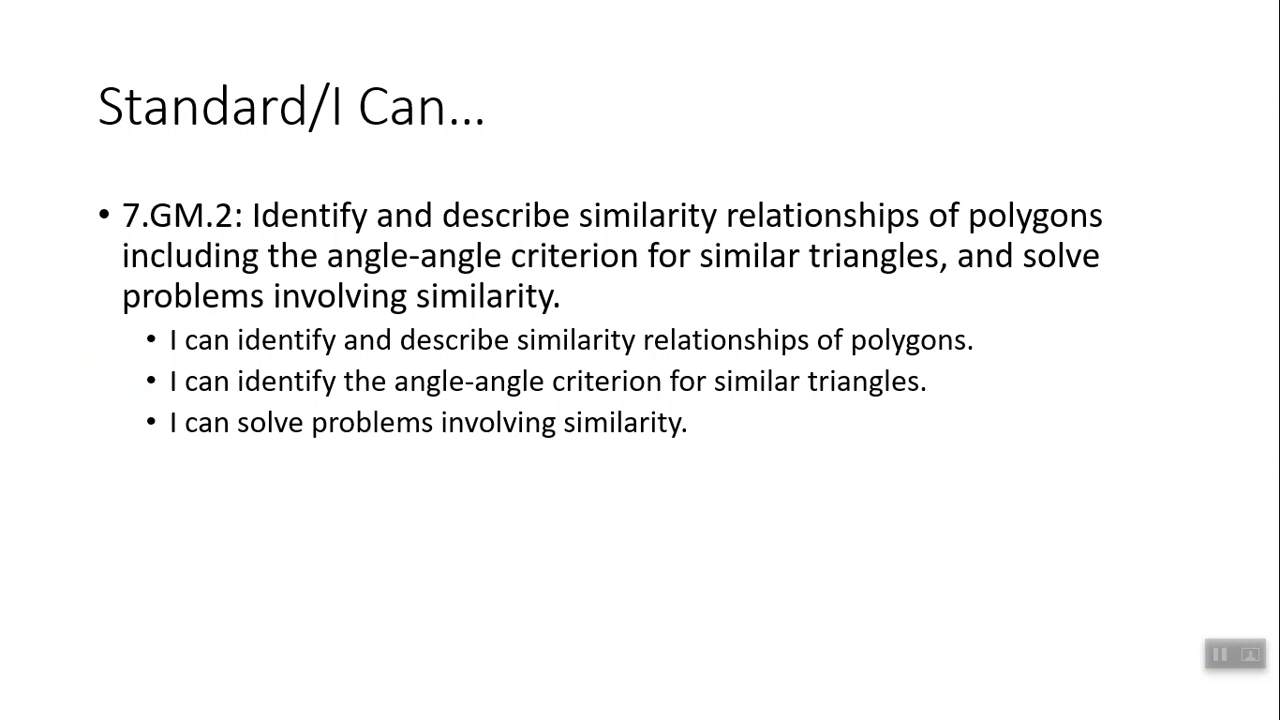 Standard/I Can...
• 7.GM.2: Identify and describe similarity relationships of polygons
including the angle-angle criterion for similar triangles, and solve
problems involving similarity.
• I can identify and describe similarity relationships of polygons.
• I can identify the angle-angle criterion for similar triangles.
• I can solve problems involving similarity.